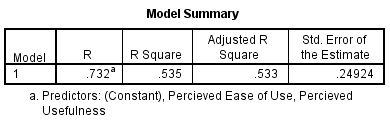 Model Summary
Model R R Square Adjusted R Square Std. Error of the Estimate
1 .732a .535 .533 .24924
a. Predictors: (Constant), Percieved Ease of Use, Percieved
Usefulness